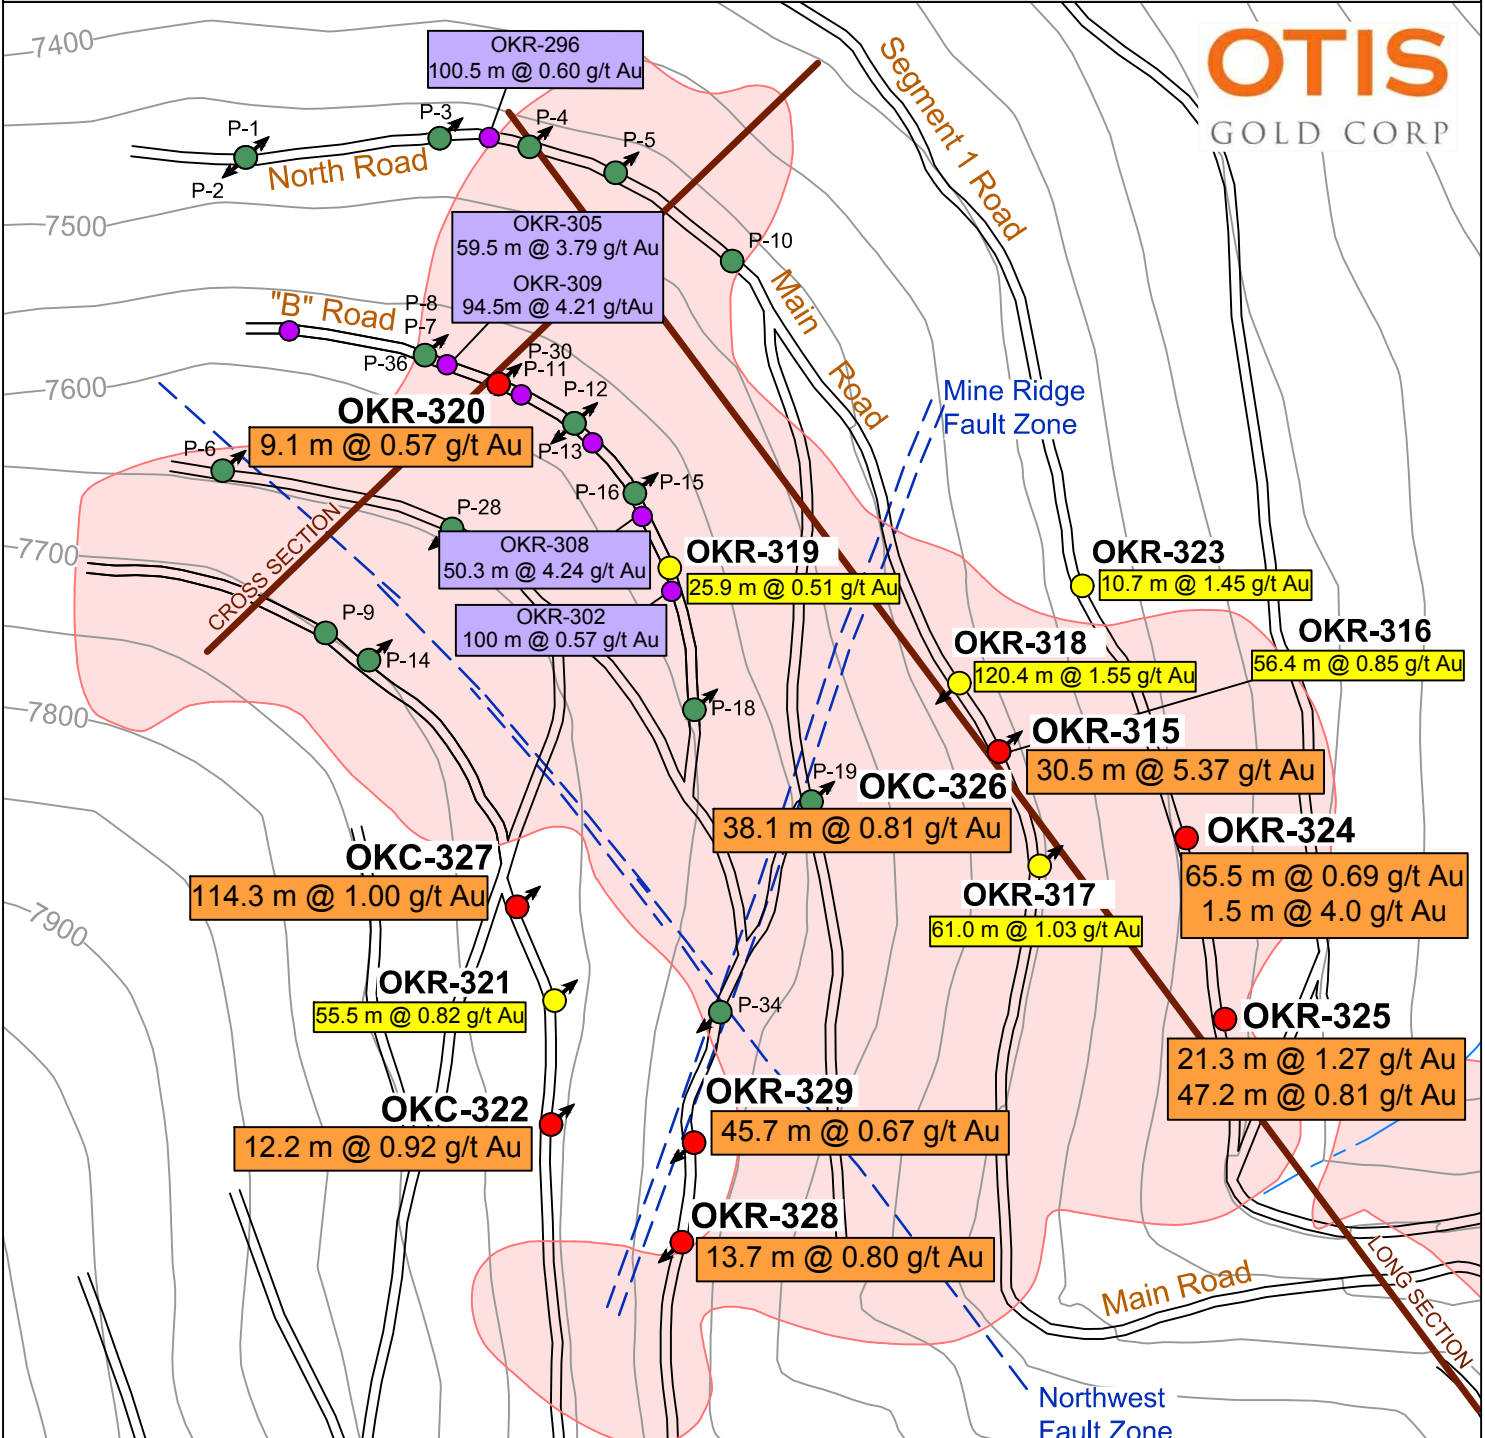 7400
OKR-296
100.5 m @ 0.60 g/t Au
Segment 1 Road
OTIS
GOLD CORP
P-1
P-2
P-3
P-4
P-5
North Road
7500
OKR-305
59.5 m @ 3.79 g/t Au
OKR-309
94.5m @ 4.21 g/tAu
P-10
Main
Road
"B" Road
P-8
P-7
P-36
P-30
P-11
P-12
P-13
7600
OKR-320
9.1 m @ 0.57 g/t Au
Mine Ridge
Fault Zone
P-6
P-16
P-15
P-28
7700
CROSS SECTION
OKR-308
50.3 m @ 4.24 g/t Au
OKR-319
25.9 m @ 0.51 g/t Au
OKR-323
10.7 m @ 1.45 g/t Au
OKR-302
100 m @ 0.57 g/t Au
P-9
P-14
OKR-318
120.4 m @ 1.55 g/t Au
OKR-316
56.4 m @ 0.85 g/t Au
7800
P-18
OKR-315
30.5 m @ 5.37 g/t Au
P-19
OKC-326
38.1 m @ 0.81 g/t Au
OKR-324
65.5 m @ 0.69 g/t Au
1.5 m @ 4.0 g/t Au
OKC-327
114.3 m @ 1.00 g/t Au
OKR-317
61.0 m @ 1.03 g/t Au
7900
OKR-321
55.5 m @ 0.82 g/t Au
P-34
OKR-325
21.3 m @ 1.27 g/t Au
47.2 m @ 0.81 g/t Au
OKC-322
12.2 m @ 0.92 g/t Au
OKR-329
45.7 m @ 0.67 g/t Au
OKR-328
13.7 m @ 0.80 g/t Au
Main Road
LONG SECTION
Northwest
Fault Zone